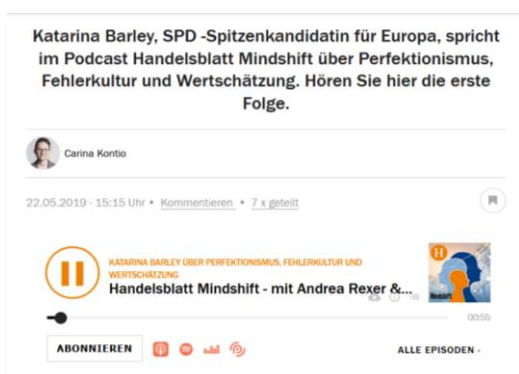 Katarina Barley, SPD -Spitzenkandidatin für Europa, spricht
im Podcast Handelsblatt Mindshift über Perfektionismus,
Fehlerkultur und Wertschätzung. Hören Sie hier die erste
Folge.
Carina Kontio
22.05.2019 - 15:15 Uhr • Kommentieren • 7 x geteilt
KATARINA BARLEY ÜBER PERFEKTIONISMUS, FEHLERKULTUR UND
WERTSCHÄTZUNG
Handelsblatt Mindshift - mit Andrea Rexer &...
H
Mindshift
00:55
ABONNIEREN
ALLE EPISODEN -